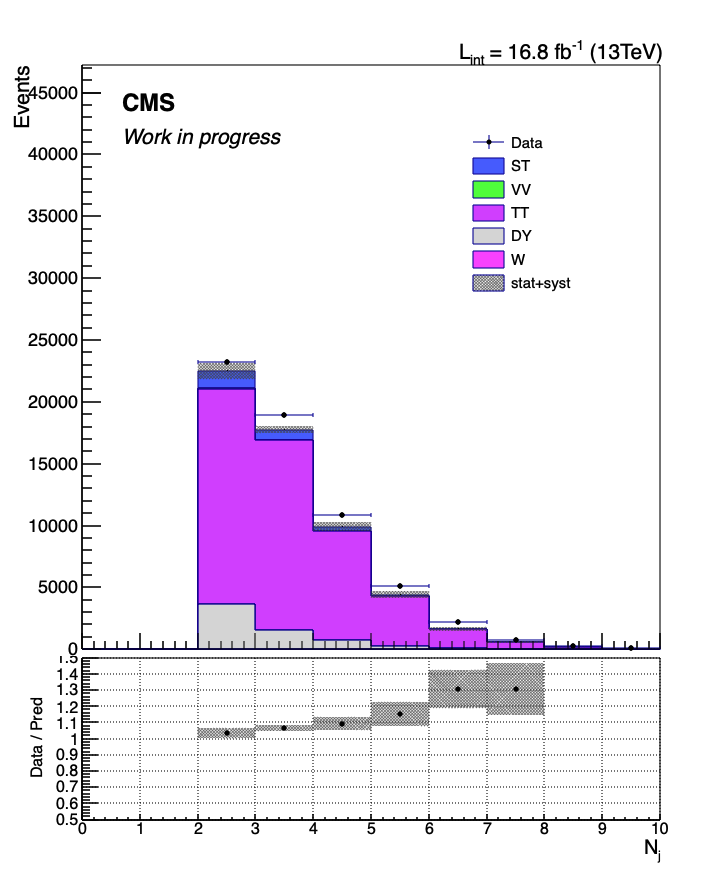 L_int = 16.8 fb^-1 (13TeV)
Events
CMS
Work in progress
45000
40000
35000
30000
25000
20000
15000
10000
5000
0
Data
ST
VV
TT
DY
W
stat+syst
Data / Pred
1.5
1.4
1.3
1.2
1.1
1
0.9
0.8
0.7
0.6
0.5
0 1 2 3 4 5 6 7 8 9 10
N_j